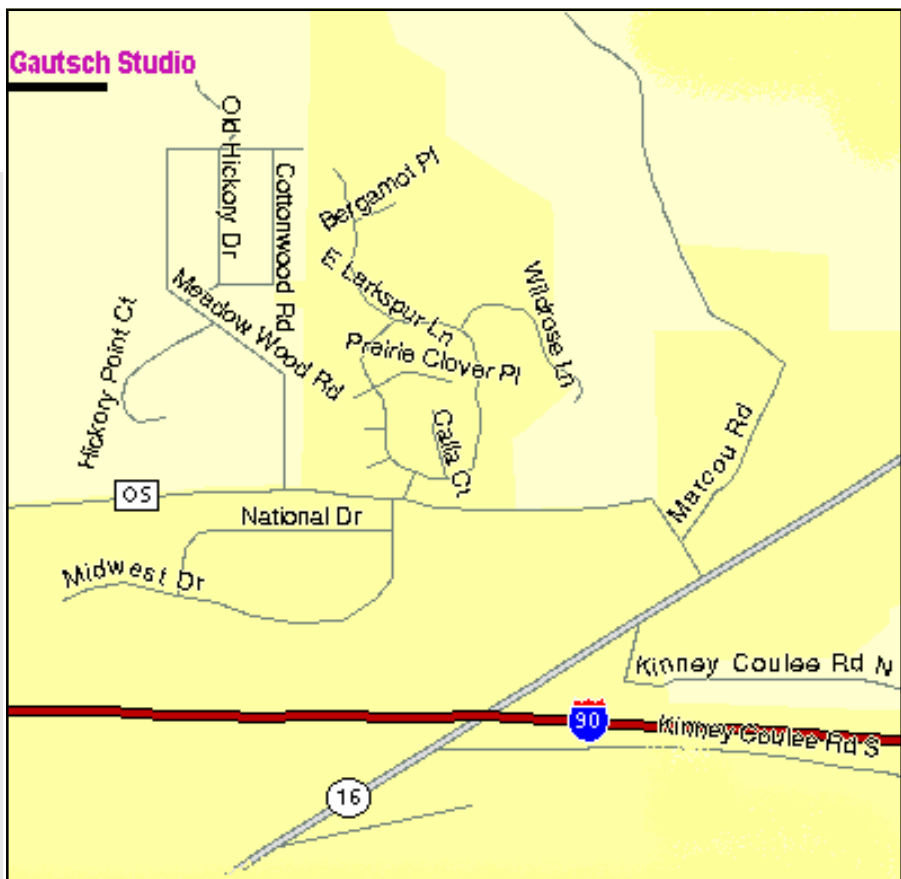 Gautsch Studio
Old Hickory Dr
Cottonwood Rd
Bergamot Pl
E Larkspur Ln
Wildrose Ln
Meadow Wood Rd
Hickory Point Ct
Prairie Clover Pl
Calla Ct
Marcou Rd
OS
National Dr
Midwest Dr
Kinney Coulee Rd N
90
Kinney Coulee Rd S
16